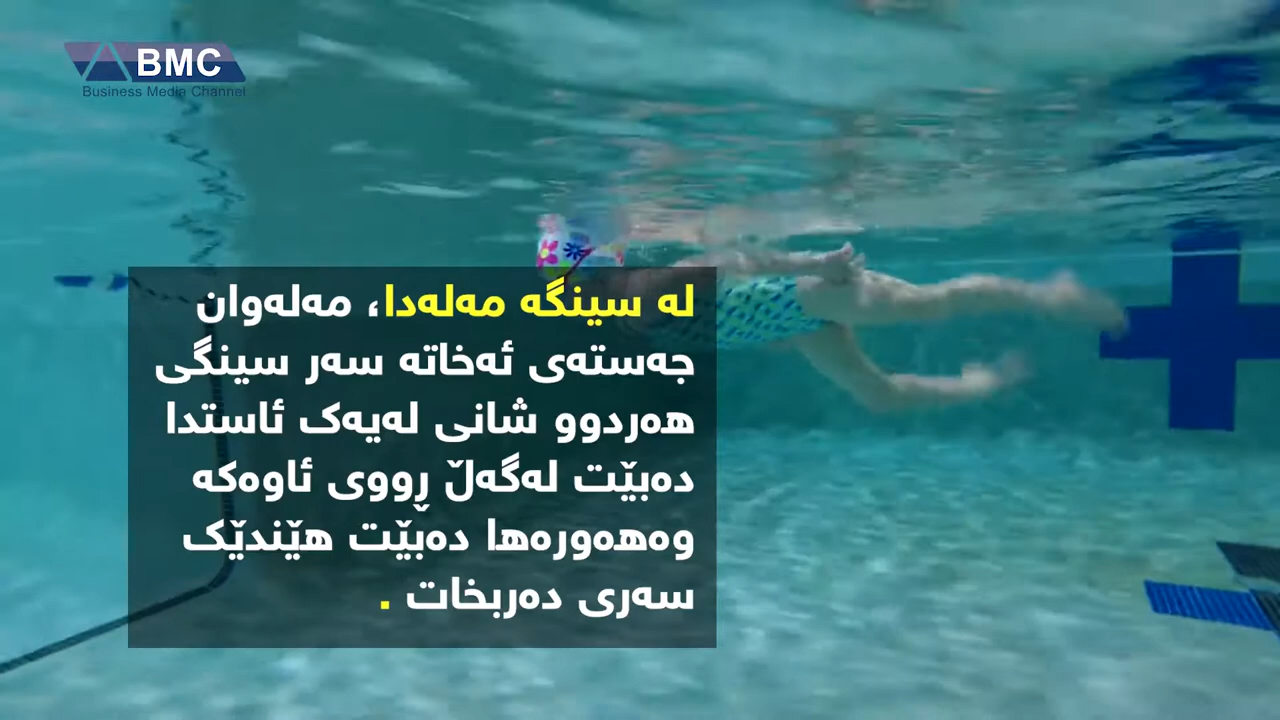 BMC
Business Media Channel
لە سینگە مەلەدا، مەلەوان
جەستەی ئەخاتە سەر سینگی
هەردوو شانی لەیەک ئاستدا
دەبێت لەگەڵ ڕووی ئاوەکە
وەهەورەها دەبێت هێندێک
سەری دەربخات .